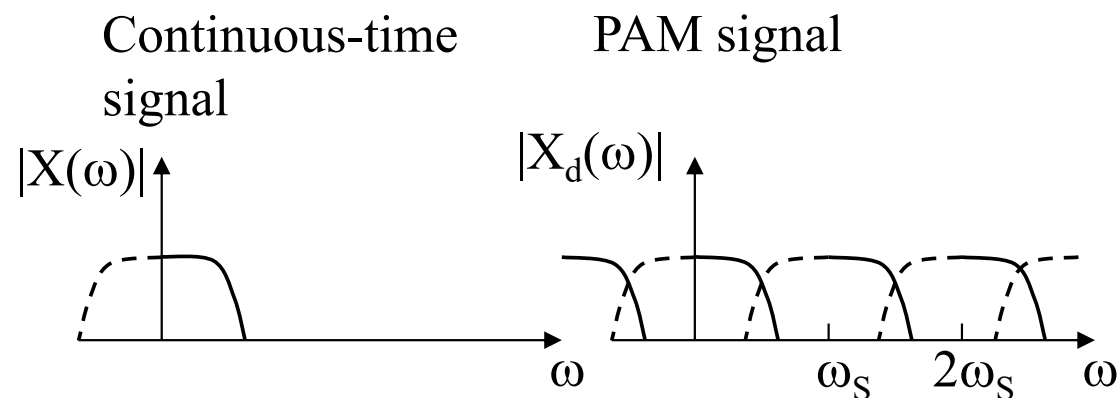 Continuous-time
signal
PAM signal
|X(ω)|
|X_d(ω)|
ω
ω_S
2ω_S
ω